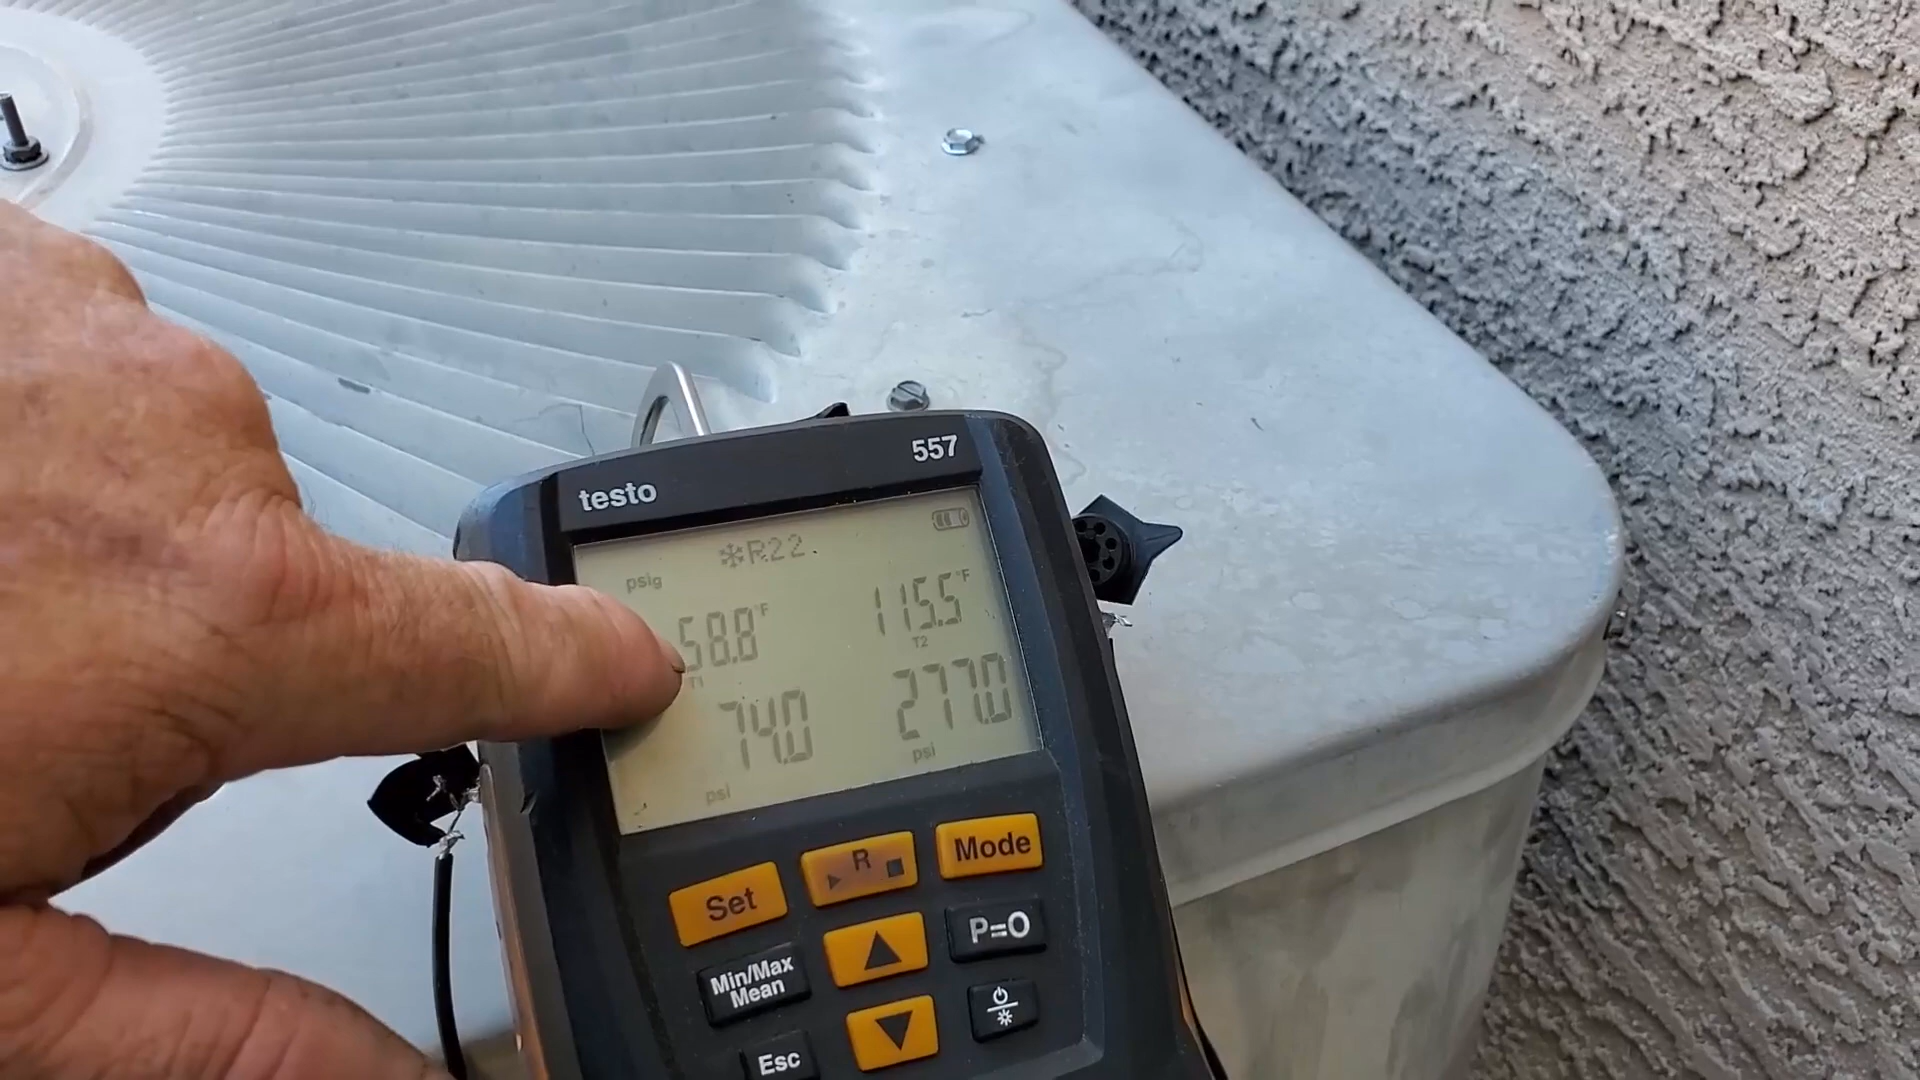 testo 557
❄R22
psig
58.8°F 115.5°F
T1 T2
74.0 277.0
psi psi
Set R Mode
Min/Max
Mean
P=O
Esc